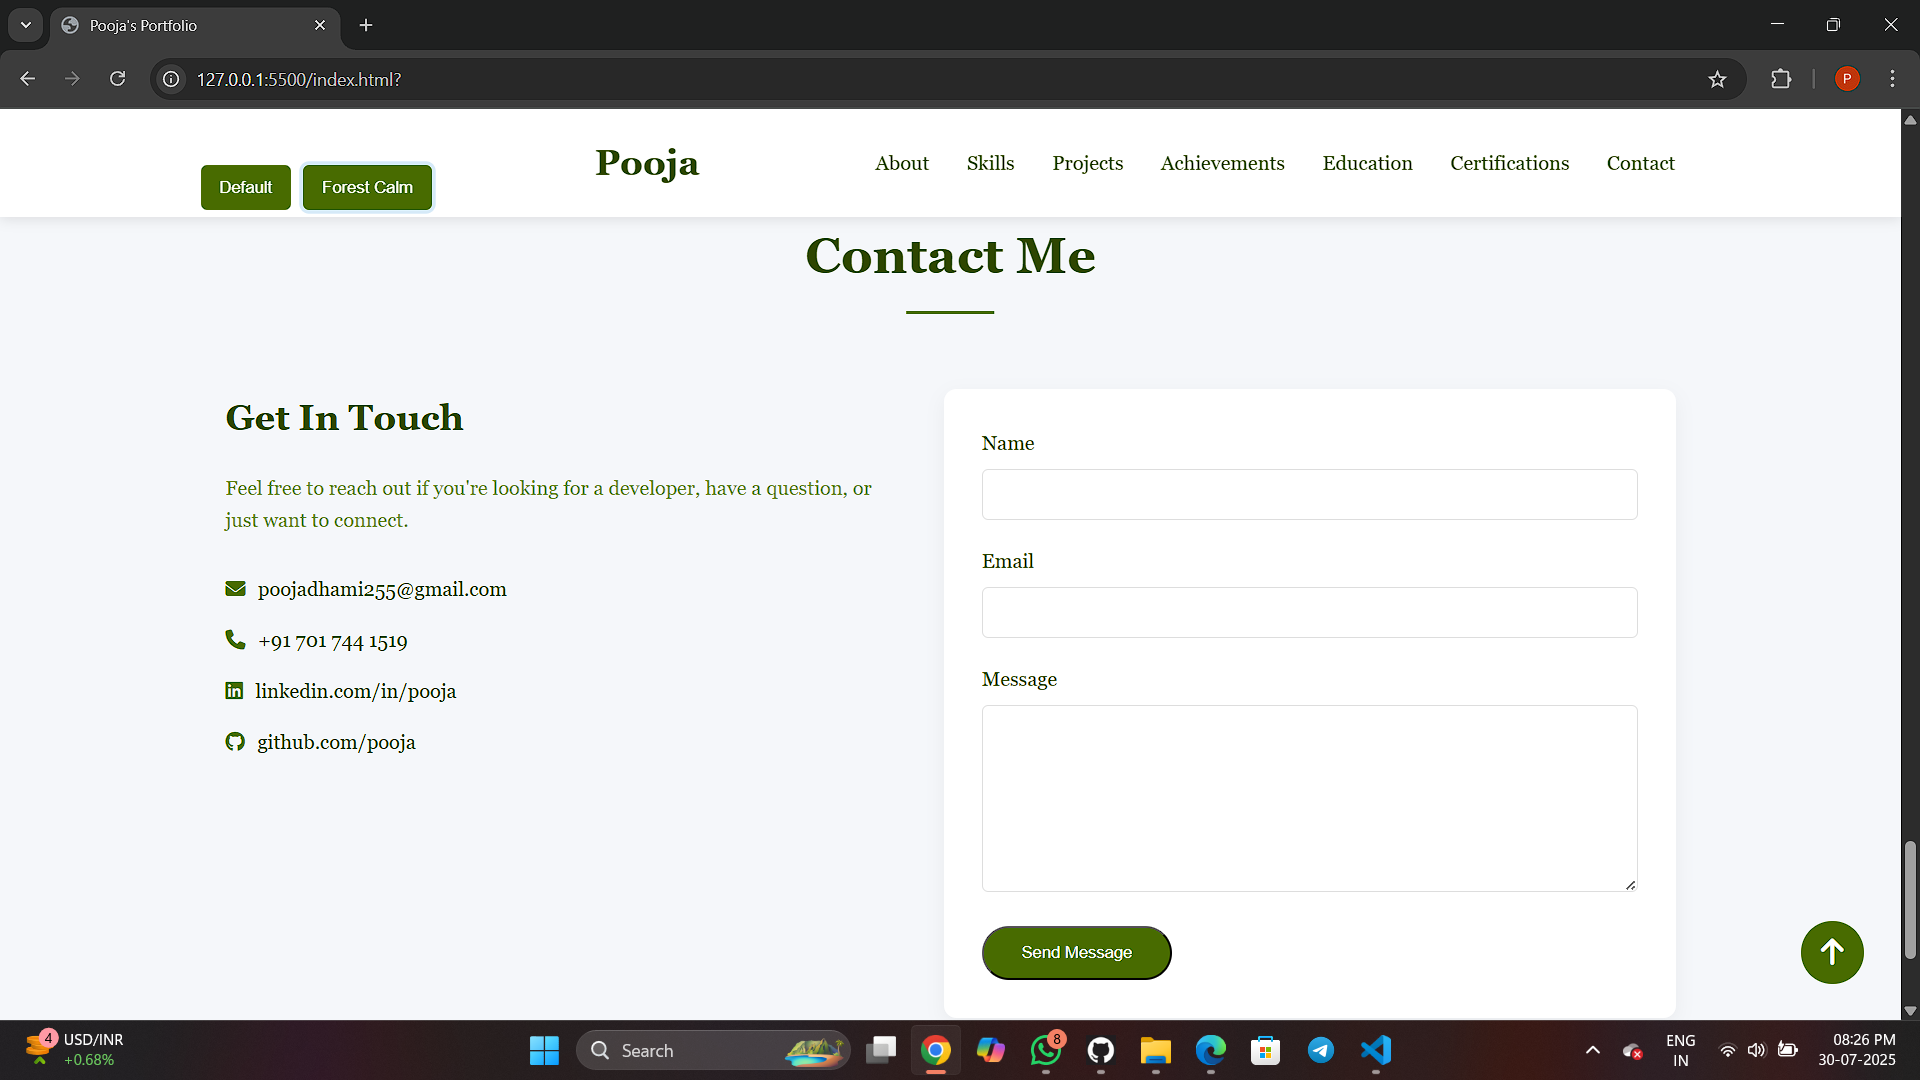 Pooja's Portfolio
127.0.0.1:5500/index.html?
P
Default
Forest Calm
Pooja
About
Skills
Projects
Achievements
Education
Certifications
Contact
Contact Me
Get In Touch
Feel free to reach out if you're looking for a developer, have a question, or
just want to connect.
poojadhami255@gmail.com
+91 701 744 1519
linkedin.com/in/pooja
github.com/pooja
Name
Email
Message
Send Message
4
USD/INR
+0.68%
Search
8
ENG
IN
08:26 PM
30-07-2025